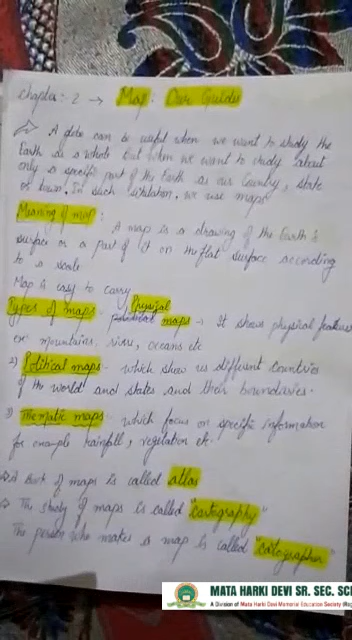 chapter:- 2 → Map: Our Guides
A globe can be useful when we want to study the
Earth as a whole But when we want to study about
only a specific part of the Earth as our Country, state
or town, In such situation, we use maps
Meaning of map:
A map is a drawing of the Earth's
surface or a part of it on the flat surface according
to a scale
Map is easy to carry
Types of maps:- Physical maps → It shows physical features
ex mountains, river, oceans etc
2) Political maps - which show us different countries
of the world and states and their boundaries.
3) Thematic maps:- which focus on specific information
for example Rainfall, vegetation etc.
→ A Book of maps is called atlas
→ The study of maps is called "cartography"
The person who makes a map is called "catographer"
MATA HARKI DEVI SR. SEC. SC
A Division of Mata Harki Devi Memorial Education Society